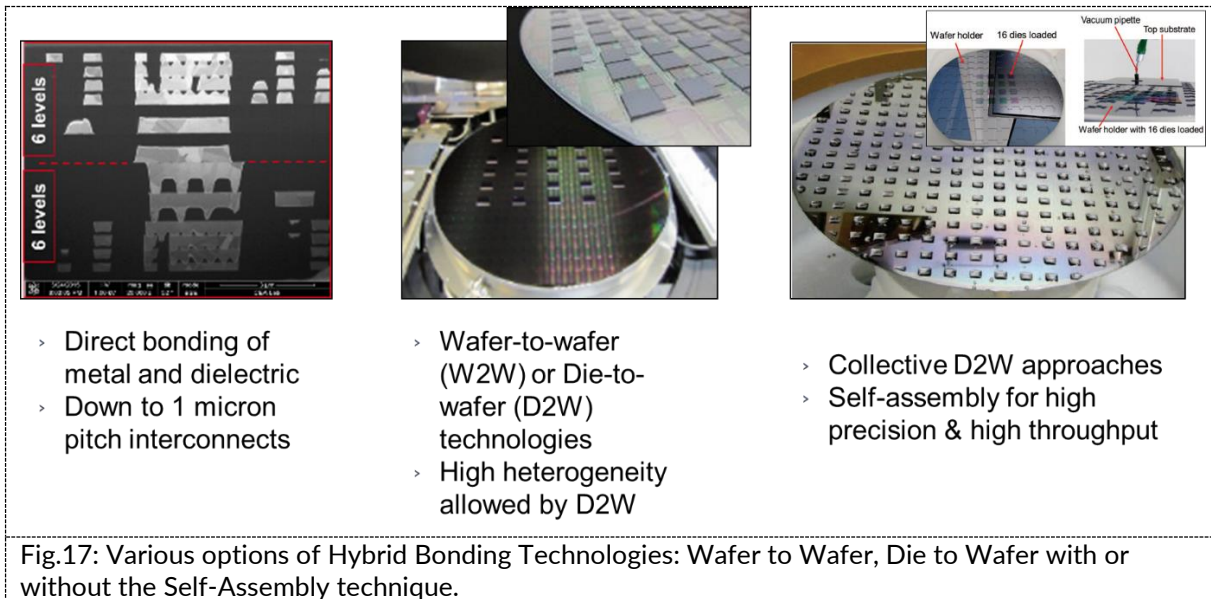 6 levels
6 levels
Wafer holder
16 dies loaded
Vacuum pipette
Top substrate
Wafer holder with 16 dies loaded
› Direct bonding of
metal and dielectric
› Down to 1 micron
pitch interconnects
› Wafer-to-wafer
(W2W) or Die-to-
wafer (D2W)
technologies
› High heterogeneity
allowed by D2W
› Collective D2W approaches
› Self-assembly for high
precision & high throughput
Fig.17: Various options of Hybrid Bonding Technologies: Wafer to Wafer, Die to Wafer with or
without the Self-Assembly technique.